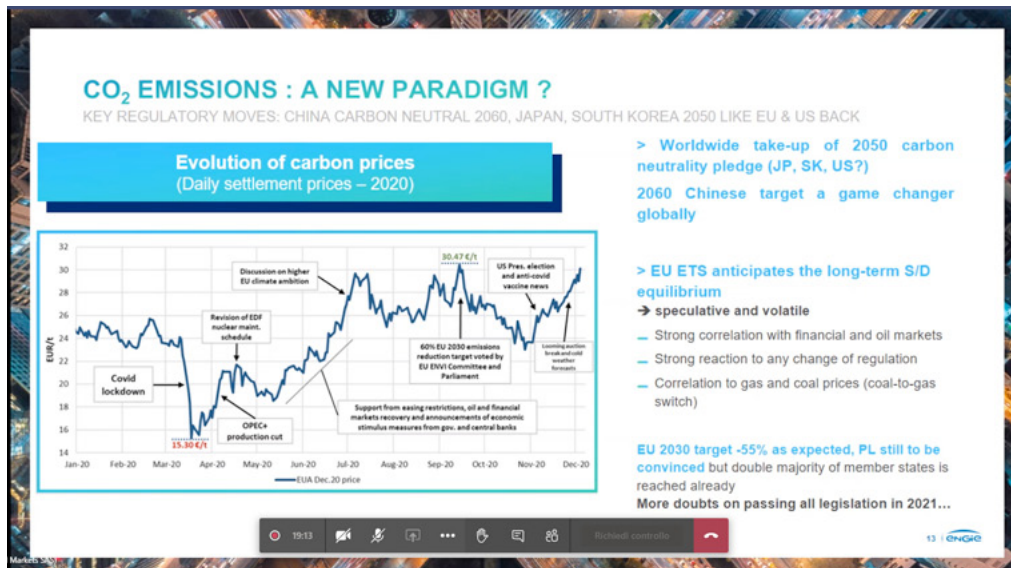 CO₂ EMISSIONS : A NEW PARADIGM ?
KEY REGULATORY MOVES: CHINA CARBON NEUTRAL 2060, JAPAN, SOUTH KOREA 2050 LIKE EU & US BACK
Evolution of carbon prices
(Daily settlement prices – 2020)
32
30
28
26
24
22
20
18
16
14
EUR/t
Jan-20 Feb-20 Mar-20 Apr-20 May-20 Jun-20 Jul-20 Aug-20 Sep-20 Oct-20 Nov-20 Dec-20
EUA Dec.20 price
Covid
lockdown
15.30 €/t
OPEC+
production cut
Revision of EDF
nuclear maint.
schedule
Discussion on higher
EU climate ambition
Support from easing restrictions, oil and financial
markets recovery and announcements of economic
stimulus measures from gov. and central banks
30.47 €/t
60% EU 2030 emissions
reduction target voted by
EU ENVI Committee and
Parliament
US Pres. election
and anti-covid
vaccine news
Looming auction
break and cold
weather
forecasts
> Worldwide take-up of 2050 carbon
neutrality pledge (JP, SK, US?)
2060 Chinese target a game changer
globally
> EU ETS anticipates the long-term S/D
equilibrium
➔ speculative and volatile
– Strong correlation with financial and oil markets
– Strong reaction to any change of regulation
– Correlation to gas and coal prices (coal-to-gas
switch)
EU 2030 target -55% as expected, PL still to be
convinced but double majority of member states is
reached already
More doubts on passing all legislation in 2021…
19:13
Richiedi controllo
13 | ENGIE
Markets